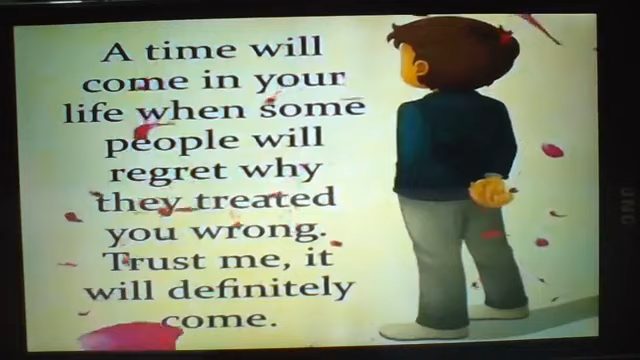 A time will
come in your
life when some
people will
regret why
they treated
you wrong.
Trust me, it
will definitely
come.